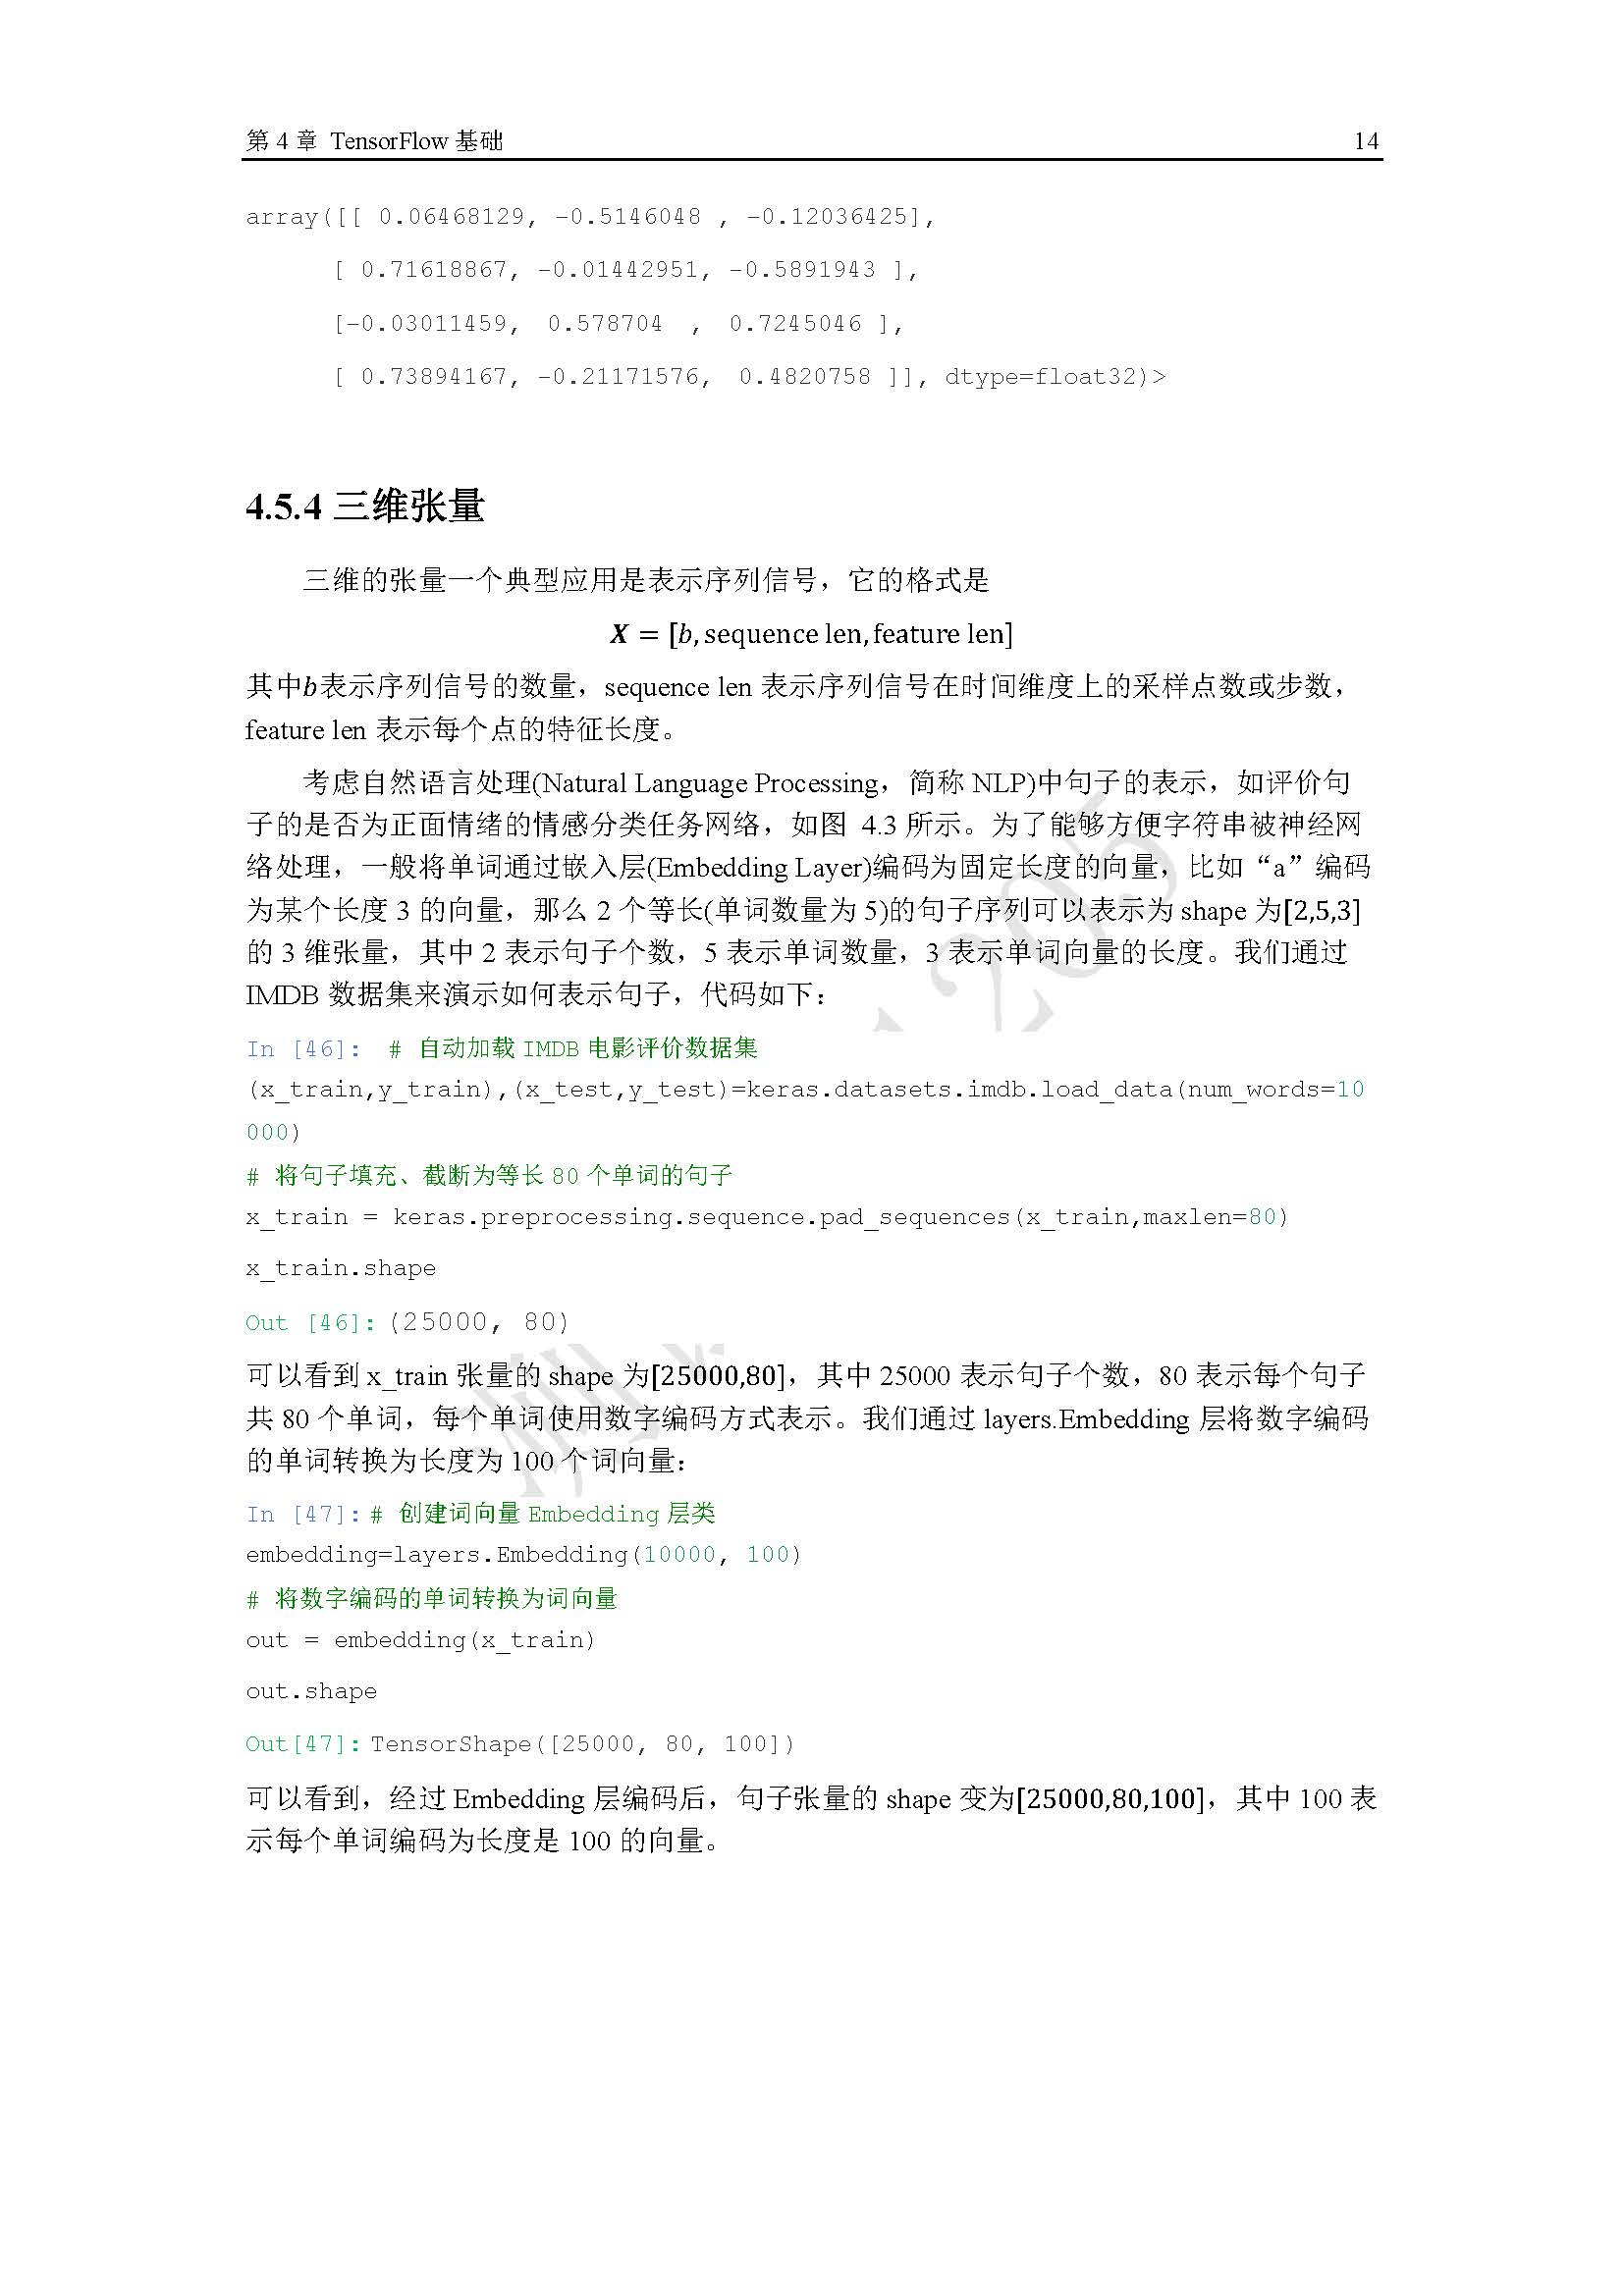 第 4 章 TensorFlow 基础 14
array([[ 0.06468129, -0.5146048 , -0.12036425],
[ 0.71618867, -0.01442951, -0.5891943 ],
[-0.03011459, 0.578704 , 0.7245046 ],
[ 0.73894167, -0.21171576, 0.4820758 ]], dtype=float32)>
4.5.4 三维张量
三维的张量一个典型应用是表示序列信号，它的格式是
X = [b, sequence len, feature len]
其中b表示序列信号的数量，sequence len 表示序列信号在时间维度上的采样点数或步数，
feature len 表示每个点的特征长度。
考虑自然语言处理(Natural Language Processing，简称 NLP)中句子的表示，如评价句
子的是否为正面情绪的情感分类任务网络，如图 4.3 所示。为了能够方便字符串被神经网
络处理，一般将单词通过嵌入层(Embedding Layer)编码为固定长度的向量，比如“a”编码
为某个长度 3 的向量，那么 2 个等长(单词数量为 5)的句子序列可以表示为 shape 为[2,5,3]
的 3 维张量，其中 2 表示句子个数，5 表示单词数量，3 表示单词向量的长度。我们通过
IMDB 数据集来演示如何表示句子，代码如下：
In [46]: # 自动加载 IMDB 电影评价数据集
(x_train,y_train),(x_test,y_test)=keras.datasets.imdb.load_data(num_words=10
000)
# 将句子填充、截断为等长 80 个单词的句子
x_train = keras.preprocessing.sequence.pad_sequences(x_train,maxlen=80)
x_train.shape
Out [46]: (25000, 80)
可以看到 x_train 张量的 shape 为[25000,80]，其中 25000 表示句子个数，80 表示每个句子
共 80 个单词，每个单词使用数字编码方式表示。我们通过 layers.Embedding 层将数字编码
的单词转换为长度为 100 个词向量：
In [47]: # 创建词向量 Embedding 层类
embedding=layers.Embedding(10000, 100)
# 将数字编码的单词转换为词向量
out = embedding(x_train)
out.shape
Out[47]: TensorShape([25000, 80, 100])
可以看到，经过 Embedding 层编码后，句子张量的 shape 变为[25000,80,100]，其中 100 表
示每个单词编码为长度是 100 的向量。